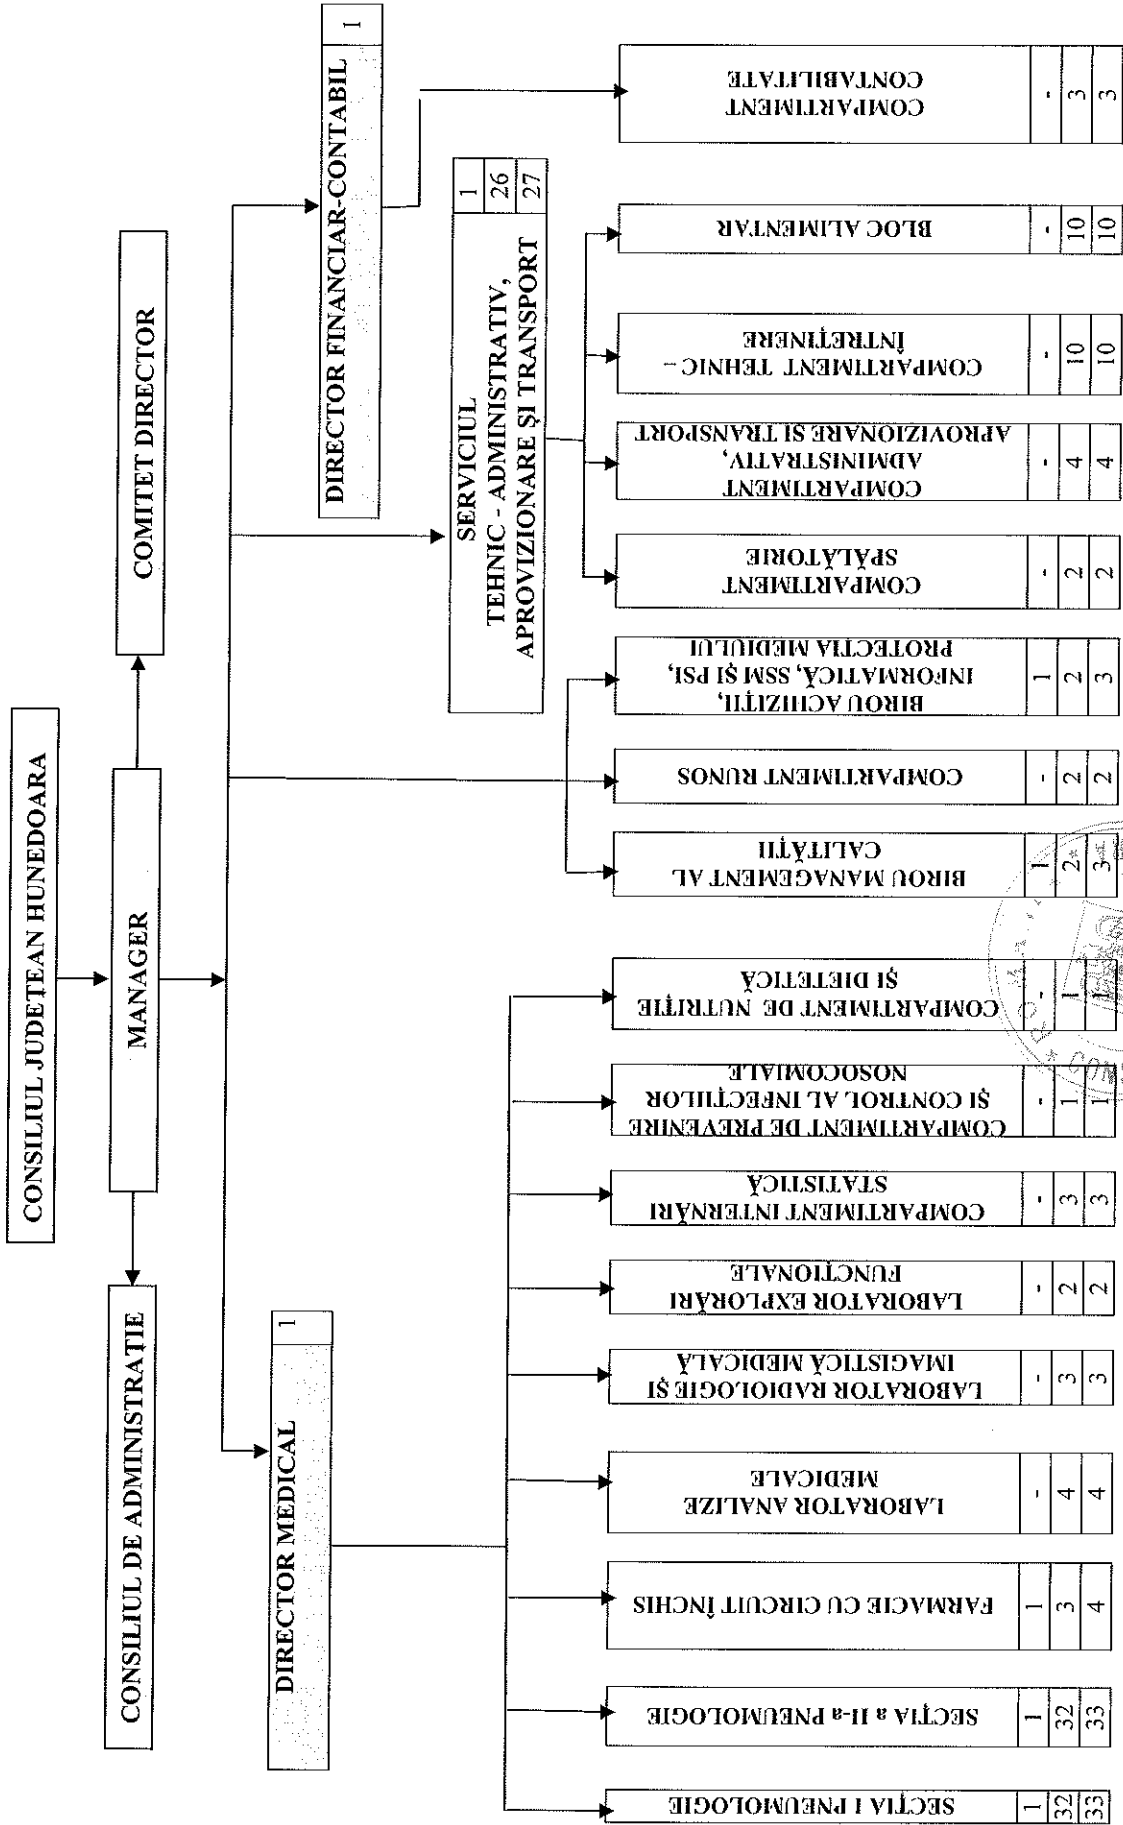 CONSILIUL JUDEȚEAN HUNEDOARA
CONSILIUL DE ADMINISTRAȚIE
MANAGER
COMITET DIRECTOR
DIRECTOR MEDICAL
1
DIRECTOR FINANCIAR-CONTABIL
1
SERVICIUL
TEHNIC - ADMINISTRATIV,
APROVIZIONARE ȘI TRANSPORT
1
26
27
SECȚIA I PNEUMOLOGIE
1
32
33
SECȚIA a II-a PNEUMOLOGIE
1
32
33
FARMACIE CU CIRCUIT ÎNCHIS
1
3
4
LABORATOR ANALIZE
MEDICALE
-
4
4
LABORATOR RADIOLOGIE ȘI
IMAGISTICĂ MEDICALĂ
-
3
3
LABORATOR EXPLORĂRI
FUNCȚIONALE
-
2
2
COMPARTIMENT INTERNĂRI
STATISTICĂ
-
3
3
COMPARTIMENT DE PREVENIRE
ȘI CONTROL AL INFECȚIILOR
NOSOCOMIALE
-
1
1
COMPARTIMENT DE NUTRIȚIE
ȘI DIETETICĂ
-
1
1
BIROU MANAGEMENT AL
CALITĂȚII
1
2
3
COMPARTIMENT RUNOS
-
2
2
BIROU ACHIZIȚII,
INFORMATICĂ, SSM ȘI PSI,
PROTECȚIA MEDIULUI
1
2
3
COMPARTIMENT
SPĂLĂTORIE
-
2
2
COMPARTIMENT
ADMINISTRATIV,
APROVIZIONARE SI TRANSPORT
-
4
4
COMPARTIMENT TEHNIC –
ÎNTREȚINERE
-
10
10
BLOC ALIMENTAR
-
10
10
COMPARTIMENT
CONTABILITATE
-
3
3